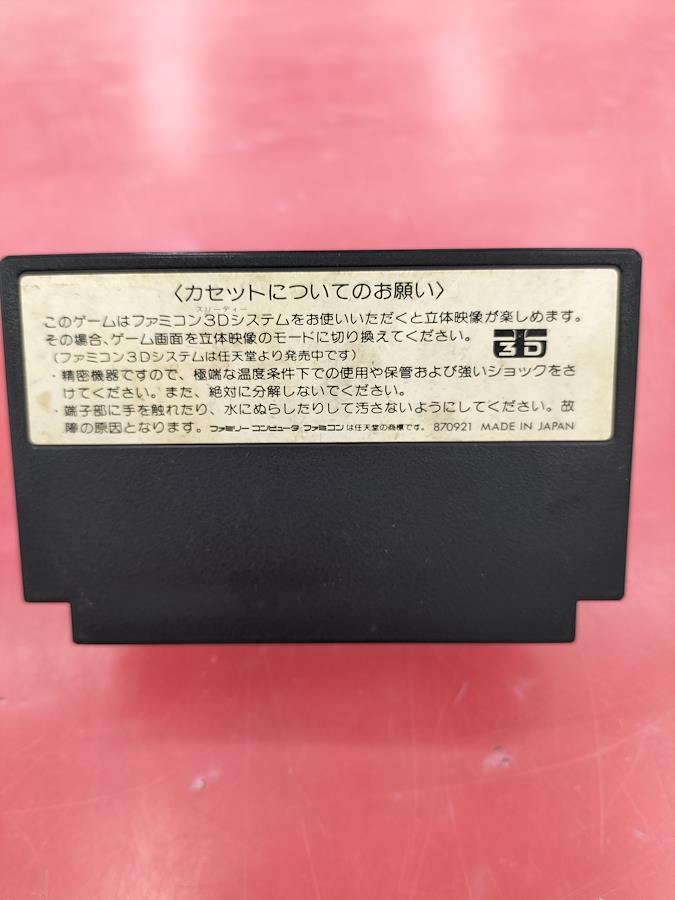 〈カセットについてのお願い〉
スリーディー
このゲームはファミコン3Dシステムをお使いいただくと立体映像が楽しめます。
その場合、ゲーム画面を立体映像のモードに切り換えてください。
(ファミコン3Dシステムは任天堂より発売中です)
3D
・精密機器ですので、極端な温度条件下での使用や保管および強いショックをさ
けてください。また、絶対に分解しないでください。
・端子部に手を触れたり、水にぬらしたりして汚さないようにしてください。故
障の原因となります。ファミリーコンピュータ・ファミコンは任天堂の商標です。 870921 MADE IN JAPAN